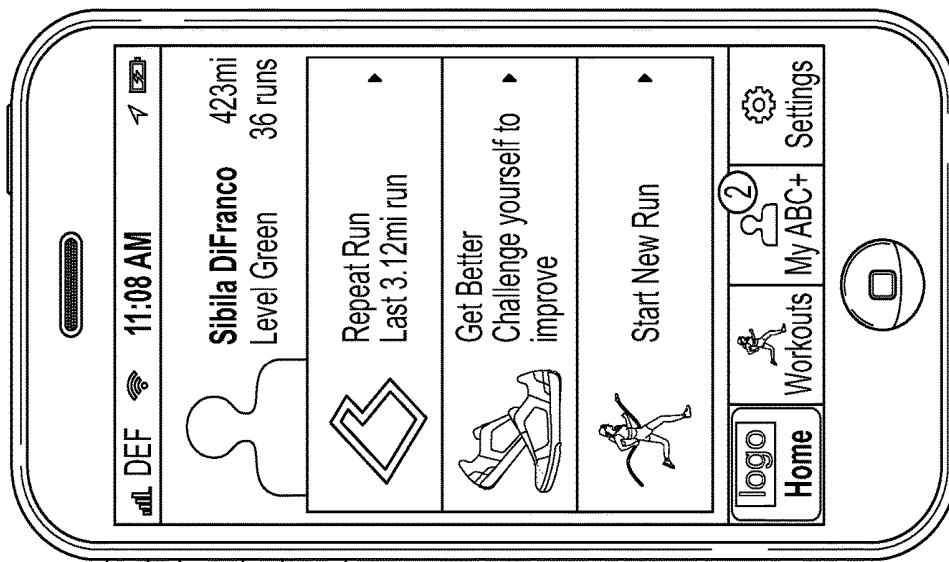 DEF 11:08 AM
Sibila DiFranco 423mi
Level Green 36 runs
Repeat Run
Last 3.12mi run
Get Better
Challenge yourself to
improve
Start New Run
2
logo
Home Workouts My ABC+ Settings